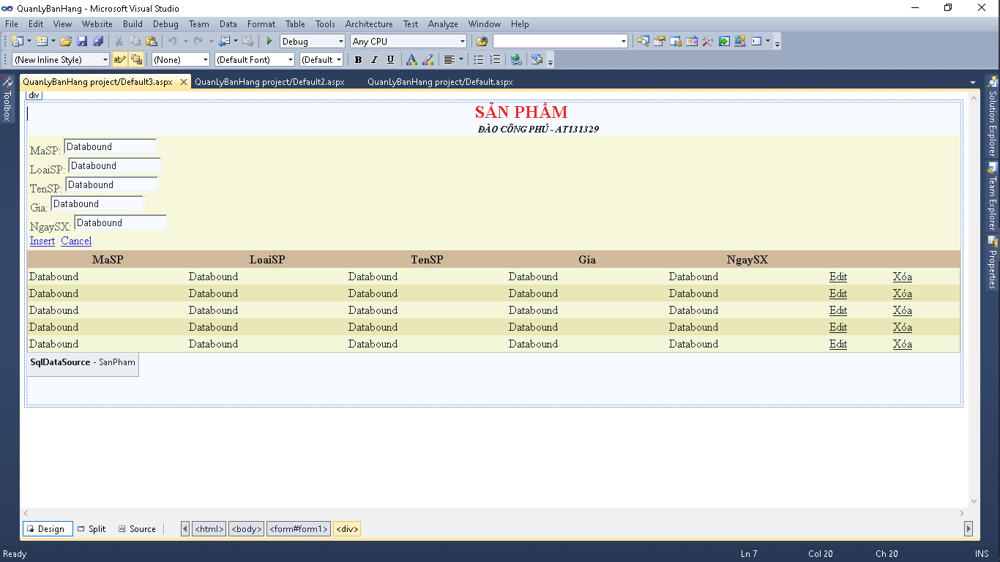 QuanLyBanHang - Microsoft Visual Studio
File Edit View Website Build Debug Team Data Format Table Tools Architecture Test Analyze Window Help
Debug Any CPU
(New Inline Style) (None) (Default Font) (Default B I U
QuanLyBanHang project/Default3.aspx QuanLyBanHang project/Default2.aspx QuanLyBanHang project/Default.aspx
Toolbox
div
SẢN PHẨM
ĐÀO CÔNG PHÚ - AT131329
MaSP: Databound
LoaiSP: Databound
TenSP: Databound
Gia: Databound
NgaySX: Databound
Insert Cancel
MaSP LoaiSP TenSP Gia NgaySX
Databound Databound Databound Databound Databound Edit Xóa
Databound Databound Databound Databound Databound Edit Xóa
Databound Databound Databound Databound Databound Edit Xóa
Databound Databound Databound Databound Databound Edit Xóa
Databound Databound Databound Databound Databound Edit Xóa
SqlDataSource - SanPham
Solution Explorer
Team Explorer
Properties
Design Split Source <html> <body> <form#form1> <div>
Ready Ln 7 Col 20 Ch 20 INS